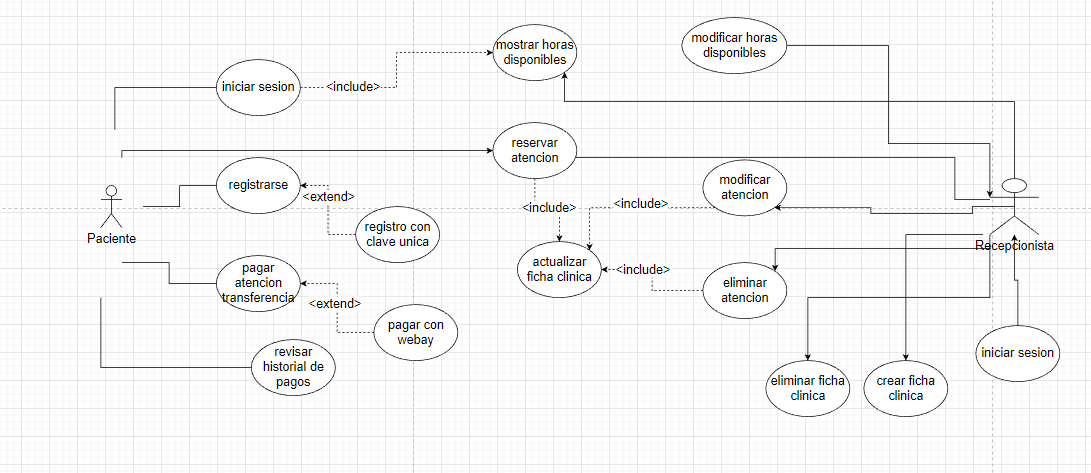 mostrar horas
disponibles
modificar horas
disponibles
iniciar sesion
<include>
reservar
atencion
registrarse
<extend>
modificar
atencion
<include>
<include>
Paciente
registro con
clave unica
Recepcionista
pagar
atencion
transferencia
actualizar
ficha clinica
<include>
eliminar
atencion
<extend>
pagar con
webay
revisar
historial de
pagos
iniciar sesion
eliminar ficha
clinica
crear ficha
clinica